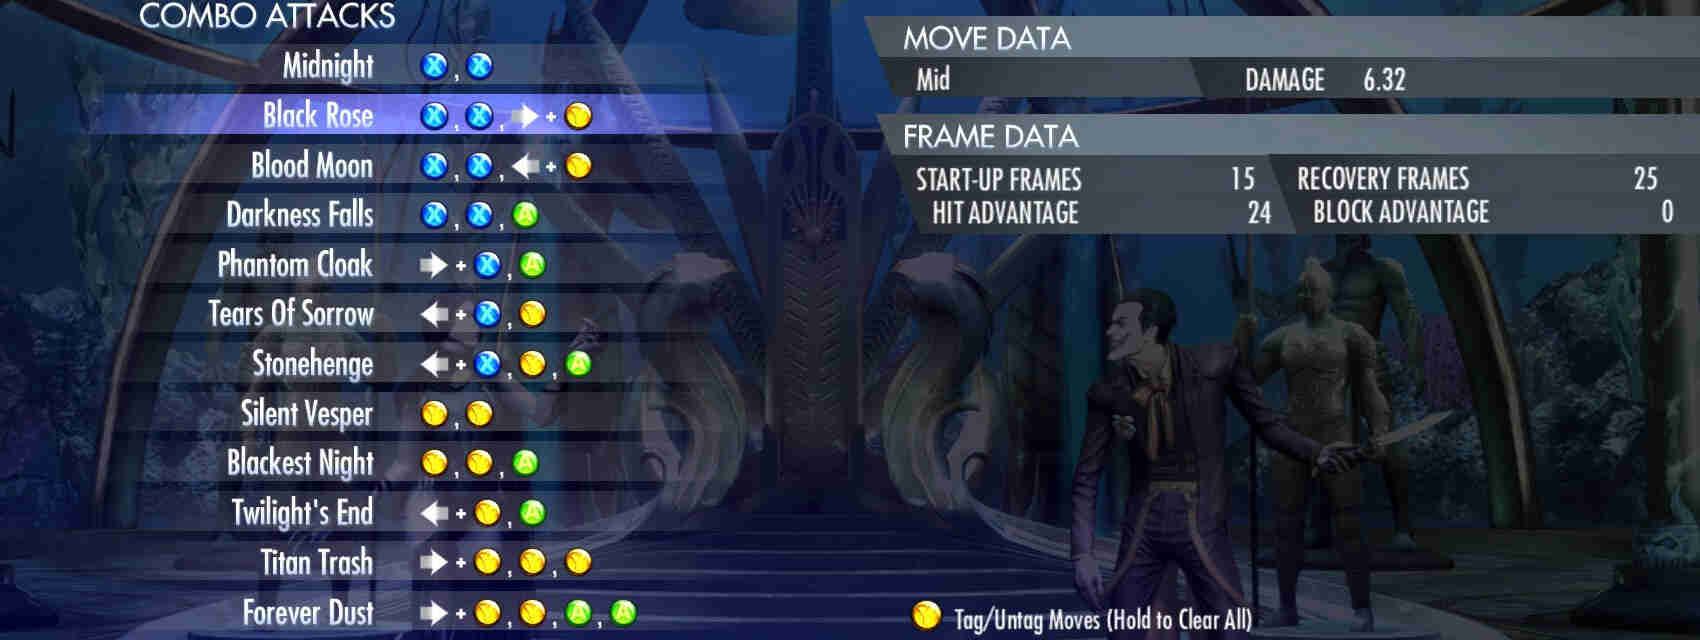 COMBO ATTACKS
Midnight X, X
Black Rose X, X, + Y
Blood Moon X, X, + Y
Darkness Falls X, X, A
Phantom Cloak + X, A
Tears Of Sorrow + X, Y
Stonehenge + X, Y, A
Silent Vesper Y, Y
Blackest Night Y, Y, A
Twilight's End + Y, A
Titan Trash + Y, Y, Y
Forever Dust + Y, Y, A, A
MOVE DATA
Mid DAMAGE 6.32
FRAME DATA
START-UP FRAMES 15 RECOVERY FRAMES 25
HIT ADVANTAGE 24 BLOCK ADVANTAGE 0
Y Tag/Untag Moves (Hold to Clear All)